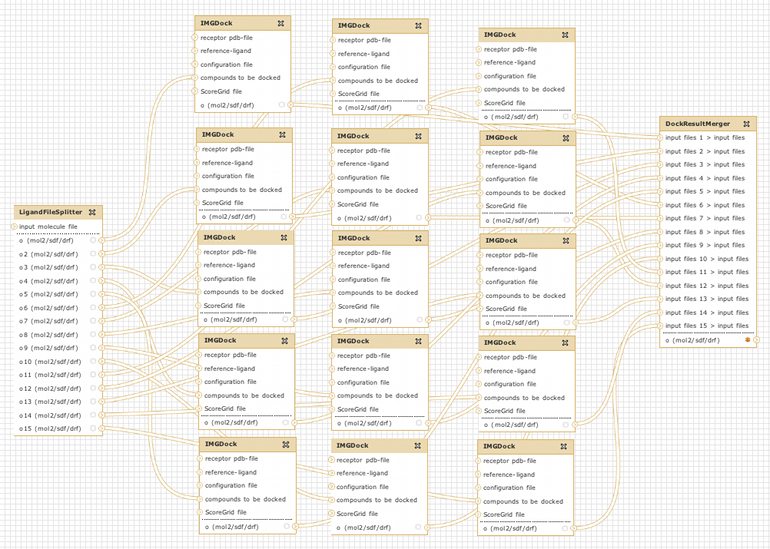 IMGDock
receptor pdb-file
reference-ligand
configuration file
compounds to be docked
ScoreGrid file
o (mol2/sdf/drf)
IMGDock
receptor pdb-file
reference-ligand
configuration file
compounds to be docked
ScoreGrid file
o (mol2/sdf/drf)
IMGDock
receptor pdb-file
reference-ligand
configuration file
compounds to be docked
ScoreGrid file
o (mol2/sdf/drf)
IMGDock
receptor pdb-file
reference-ligand
configuration file
compounds to be docked
ScoreGrid file
o (mol2/sdf/drf)
IMGDock
receptor pdb-file
reference-ligand
configuration file
compounds to be docked
ScoreGrid file
o (mol2/sdf/drf)
IMGDock
receptor pdb-file
reference-ligand
configuration file
compounds to be docked
ScoreGrid file
o (mol2/sdf/drf)
LigandFileSplitter
input molecule file
o (mol2/sdf/drf)
o2 (mol2/sdf/drf)
o3 (mol2/sdf/drf)
o4 (mol2/sdf/drf)
o5 (mol2/sdf/drf)
o6 (mol2/sdf/drf)
o7 (mol2/sdf/drf)
o8 (mol2/sdf/drf)
o9 (mol2/sdf/drf)
o10 (mol2/sdf/drf)
o11 (mol2/sdf/drf)
o12 (mol2/sdf/drf)
o13 (mol2/sdf/drf)
o14 (mol2/sdf/drf)
o15 (mol2/sdf/drf)
IMGDock
receptor pdb-file
reference-ligand
configuration file
compounds to be docked
ScoreGrid file
o (mol2/sdf/drf)
IMGDock
receptor pdb-file
reference-ligand
configuration file
compounds to be docked
ScoreGrid file
o (mol2/sdf/drf)
IMGDock
receptor pdb-file
reference-ligand
configuration file
compounds to be docked
ScoreGrid file
o (mol2/sdf/drf)
IMGDock
receptor pdb-file
reference-ligand
configuration file
compounds to be docked
ScoreGrid file
o (mol2/sdf/drf)
IMGDock
receptor pdb-file
reference-ligand
configuration file
compounds to be docked
ScoreGrid file
o (mol2/sdf/drf)
IMGDock
receptor pdb-file
reference-ligand
configuration file
compounds to be docked
ScoreGrid file
o (mol2/sdf/drf)
IMGDock
receptor pdb-file
reference-ligand
configuration file
compounds to be docked
ScoreGrid file
o (mol2/sdf/drf)
IMGDock
receptor pdb-file
reference-ligand
configuration file
compounds to be docked
ScoreGrid file
o (mol2/sdf/drf)
IMGDock
receptor pdb-file
reference-ligand
configuration file
compounds to be docked
ScoreGrid file
o (mol2/sdf/drf)
DockResultMerger
input files 1 > input files
input files 2 > input files
input files 3 > input files
input files 4 > input files
input files 5 > input files
input files 6 > input files
input files 7 > input files
input files 8 > input files
input files 9 > input files
input files 10 > input files
input files 11 > input files
input files 12 > input files
input files 13 > input files
input files 14 > input files
input files 15 > input files
o (mol2/sdf/drf)